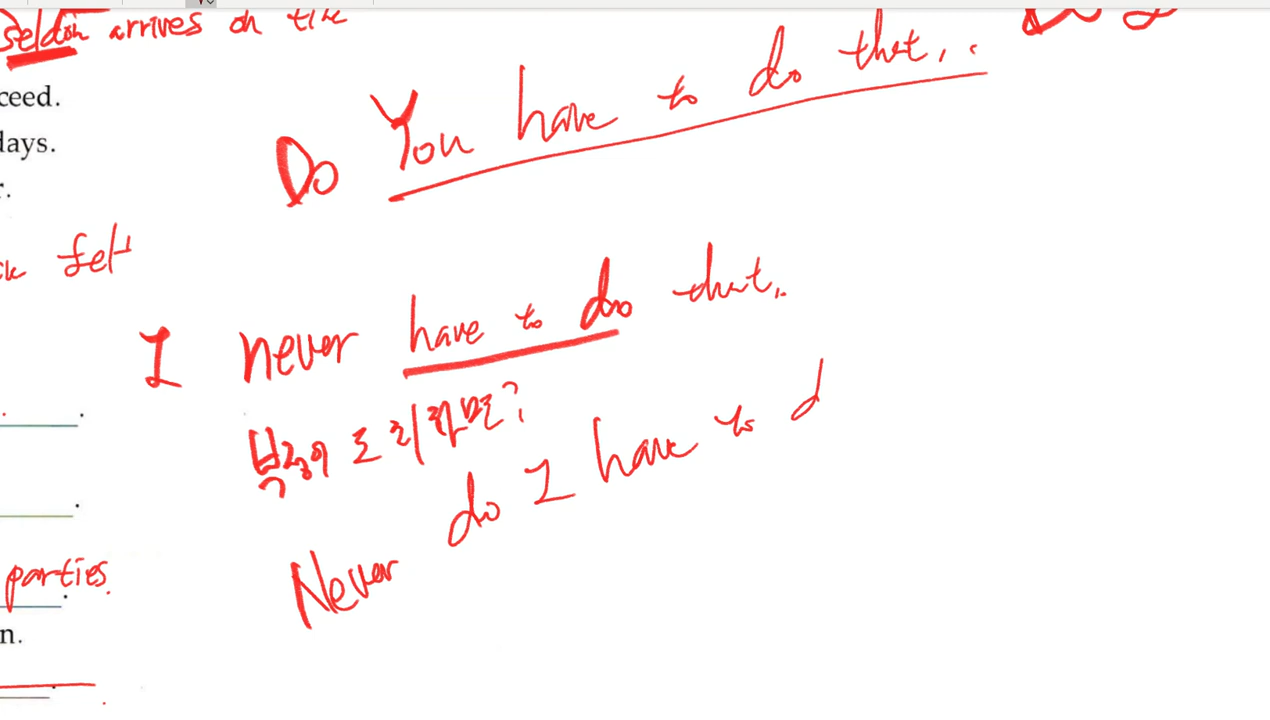 seldom arrives on time
Do You have to do that..
ceed.
days.
r.
felt
I never have to do that..
부정어 도치하면?
Never do I have to d
parties.
n.